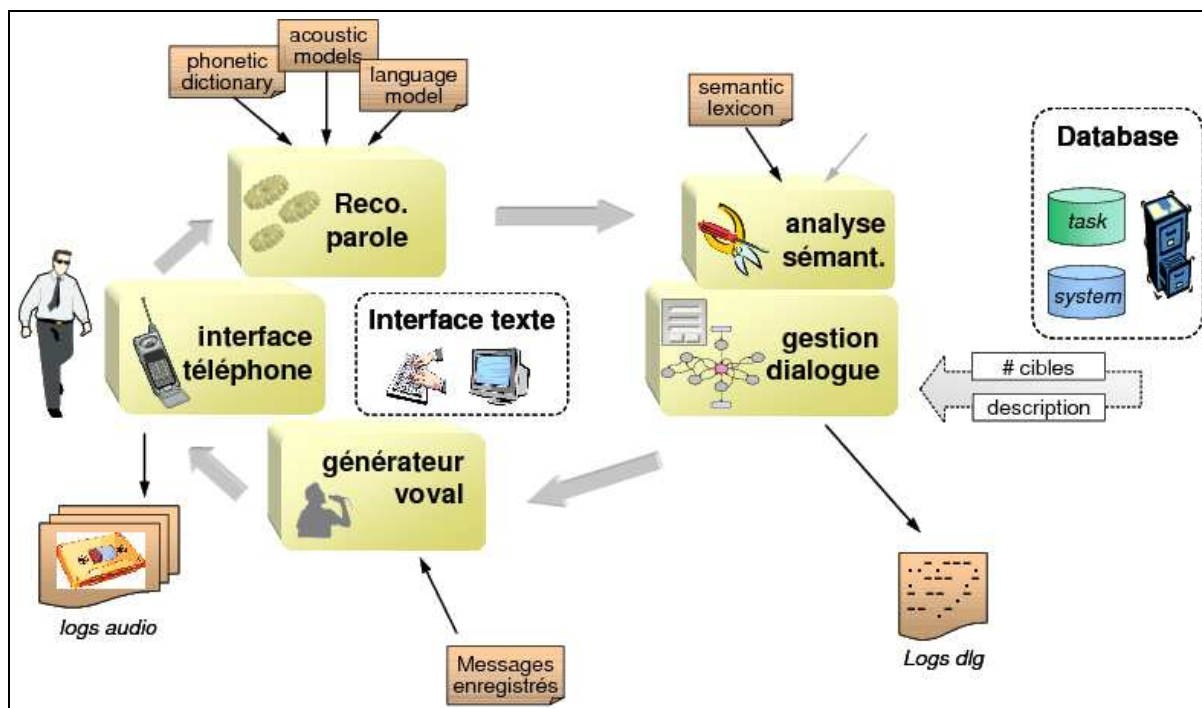 acoustic
models
phonetic
dictionary
language
model
semantic
lexicon
Database
task
system
Reco.
parole
analyse
sémant.
interface
téléphone
Interface texte
gestion
dialogue
# cibles
description
générateur
voval
logs audio
Messages
enregistrés
Logs dlg